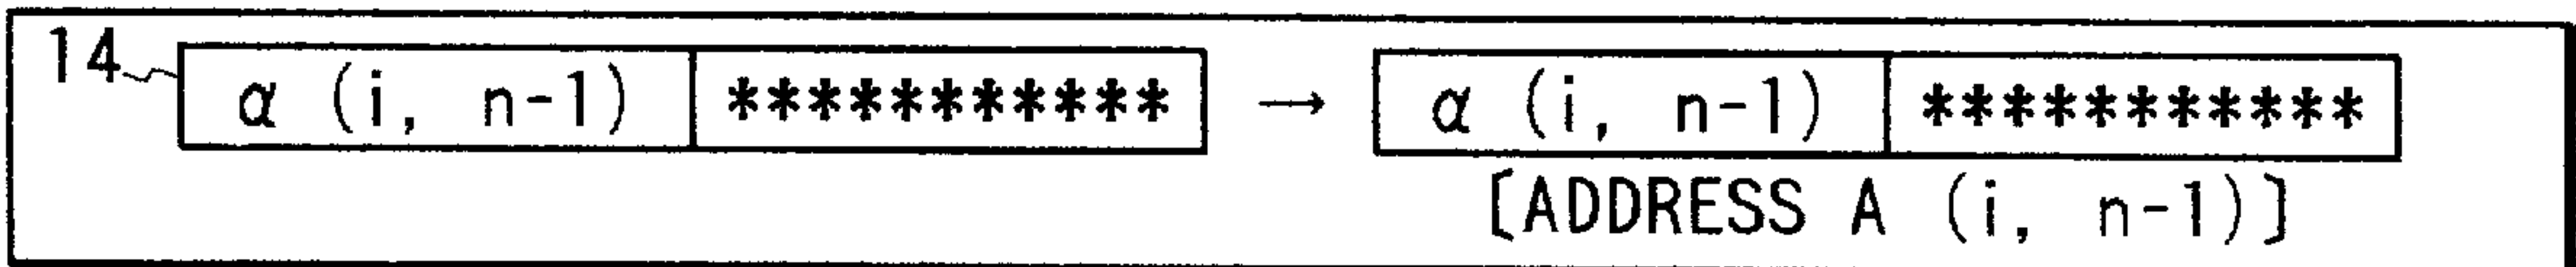 14 α (i, n-1) *********** → α (i, n-1) ***********
[ADDRESS A (i, n-1)]